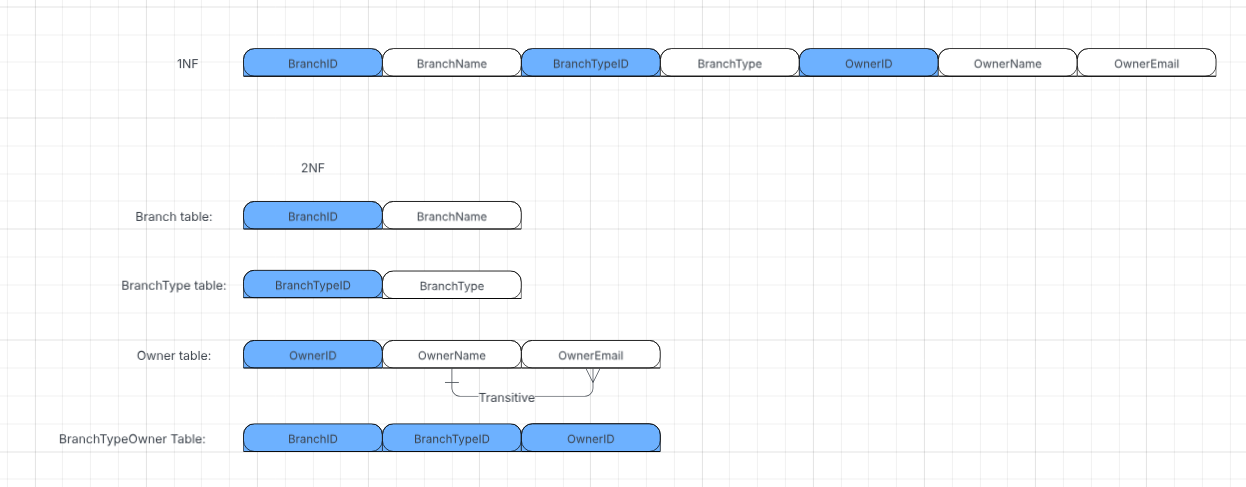 1NF BranchID BranchName BranchTypeID BranchType OwnerID OwnerName OwnerEmail
2NF
Branch table: BranchID BranchName
BranchType table: BranchTypeID BranchType
Owner table: OwnerID OwnerName OwnerEmail
Transitive
BranchTypeOwner Table: BranchID BranchTypeID OwnerID